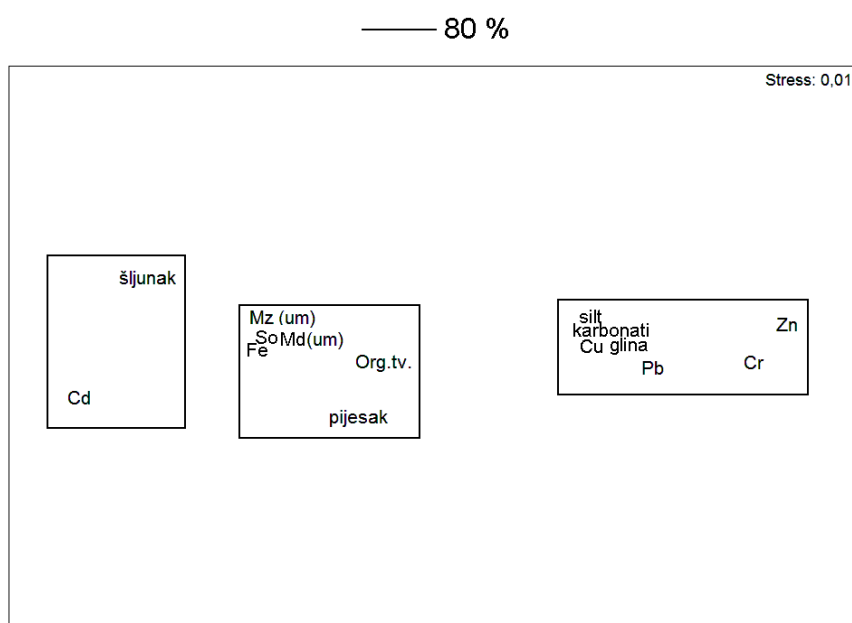 80 %
Stress: 0,01
šljunak
Cd
Mz (um)
So Md(um)
Fe
Org.tv.
pijesak
silt
karbonati
Cu glina
Pb
Cr
Zn